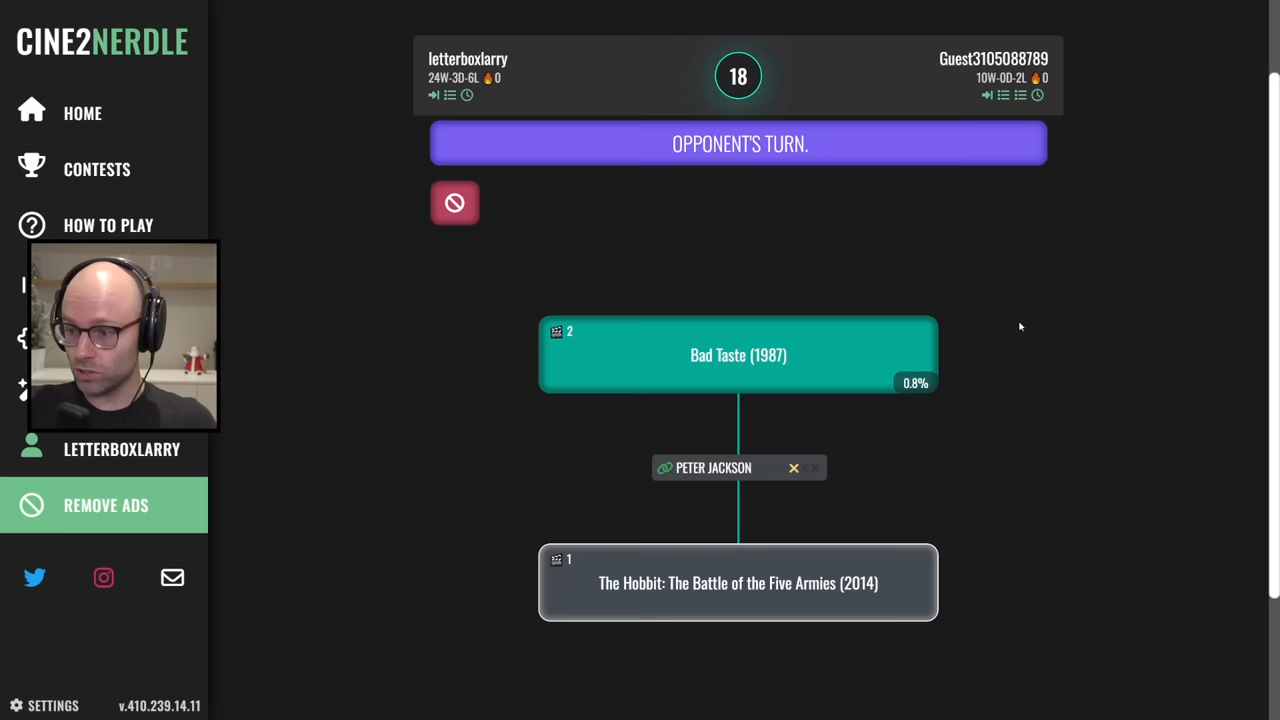 CINE2NERDLE
HOME
CONTESTS
HOW TO PLAY
LETTERBOXLARRY
REMOVE ADS
SETTINGS
v.410.239.14.11
letterboxlarry
24W-3D-6L 🔥0
18
Guest3105088789
10W-0D-2L 🔥0
OPPONENT'S TURN.
2
Bad Taste (1987)
0.8%
PETER JACKSON
1
The Hobbit: The Battle of the Five Armies (2014)